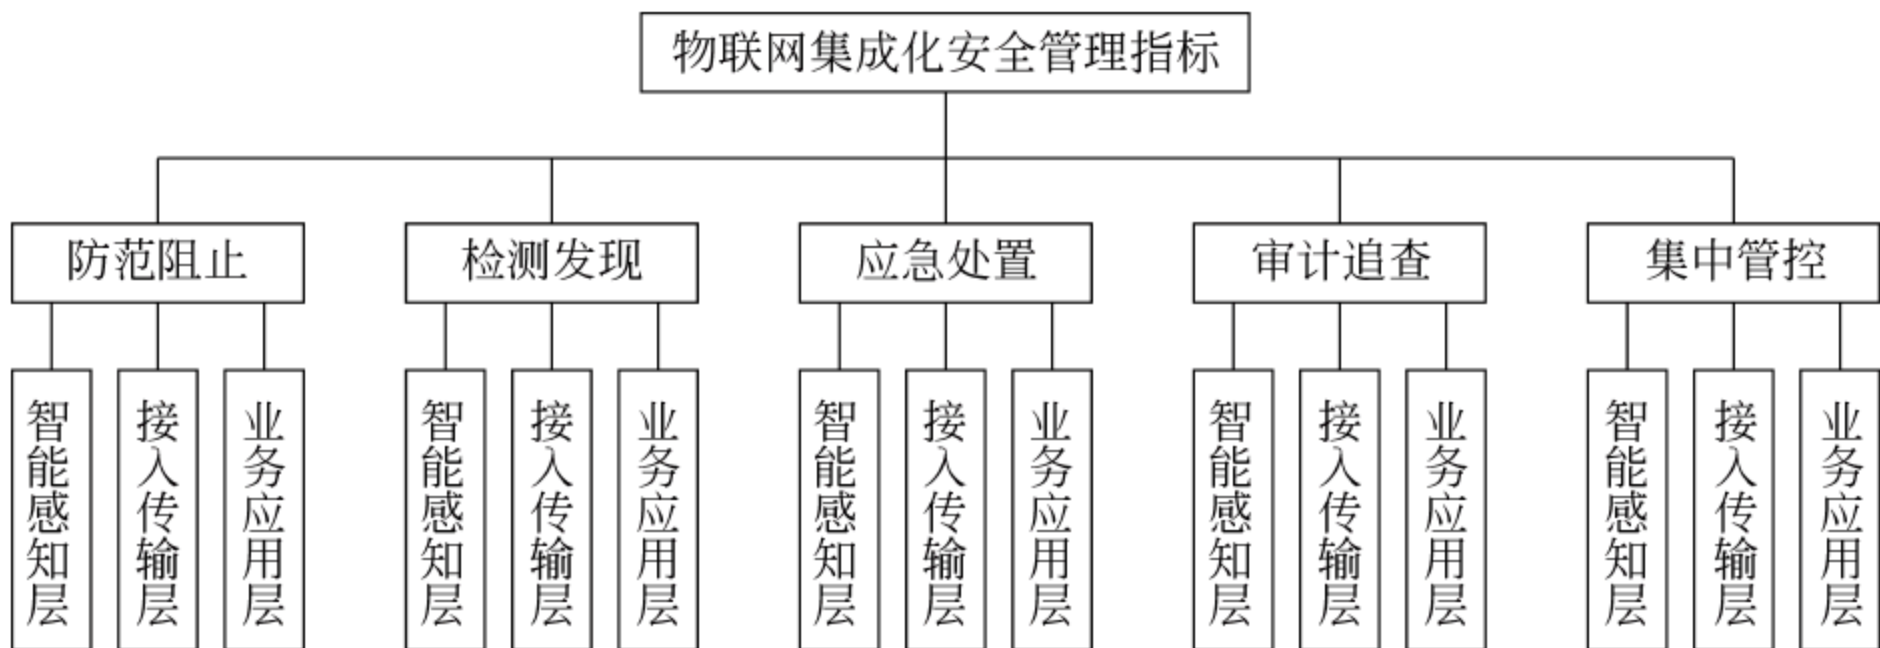 物联网集成化安全管理指标
防范阻止
检测发现
应急处置
审计追查
集中管控
智能感知层
接入传输层
业务应用层
智能感知层
接入传输层
业务应用层
智能感知层
接入传输层
业务应用层
智能感知层
接入传输层
业务应用层
智能感知层
接入传输层
业务应用层